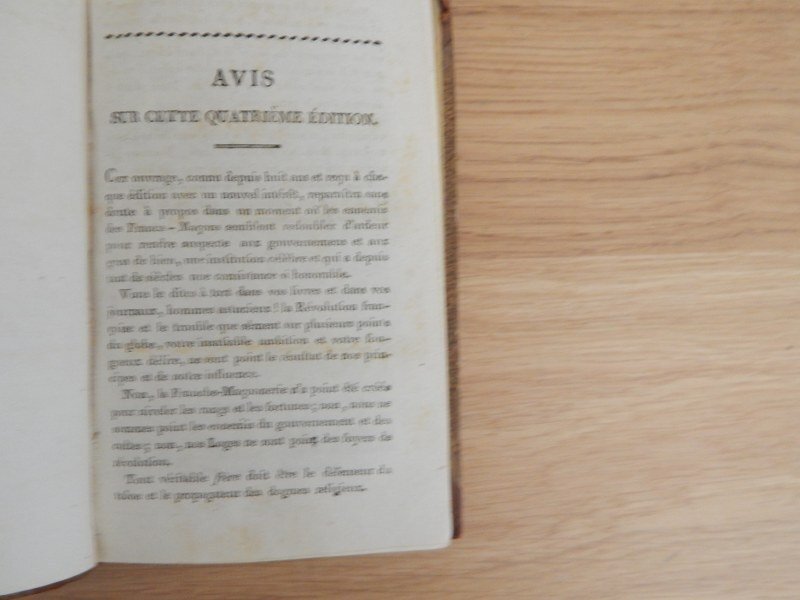 AVIS
SUR CETTE QUATRIÈME ÉDITION.
CET ouvrage, connu depuis huit ans et reçu à cha-
que édition avec un nouvel intérêt, reparaîtra sans
doute à propos dans un moment où les ennemis
des Francs-Maçons semblent redoubler d'ardeur
pour rendre suspecte aux gouvernemens et aux
gens de bien, une institution célèbre et qui a depuis
tant de siècles une consistance si honorable.
Vous le dites à tort dans vos livres et dans vos
journaux, hommes astucieux! la Révolution fran-
çaise et le trouble que sèment sur plusieurs points
du globe, votre insatiable ambition et votre fou-
gueux délire, ne sont point le résultat de nos prin-
cipes et de notre influence.
Non, la Franche-Maçonnerie n'a point été créée
pour niveler les rangs et les fortunes; non, nous ne
sommes point les ennemis du gouvernement et des
cultes; non, nos Loges ne sont point des foyers de
révolution.
Tout véritable frère doit être le défenseur du
trône et le propagateur des dogmes religieux.